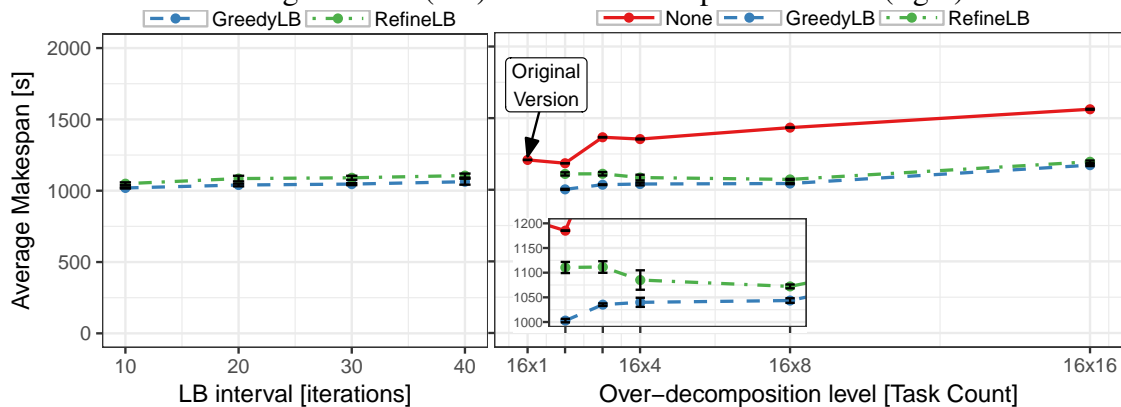 GreedyLB RefineLB
None GreedyLB RefineLB
Average Makespan [s]
2000
1500
1000
500
0
10 20 30 40
LB interval [iterations]
Original
Version
1200
1150
1100
1050
1000
16x1 16x4 16x8 16x16
Over−decomposition level [Task Count]